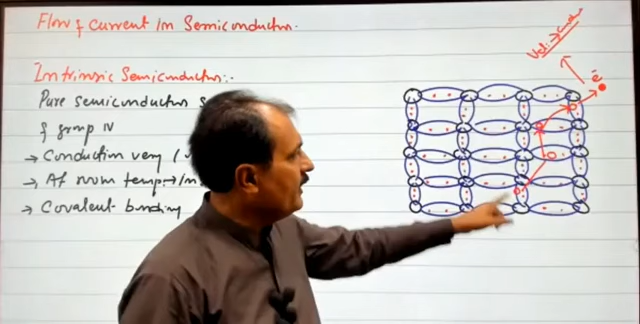 Flow of current in Semiconductor
Intrinsic Semiconductor:-
Pure semiconductor
of group IV
→ Conduction very
→ At room temp.→
→ Covalent bonding
e⁻